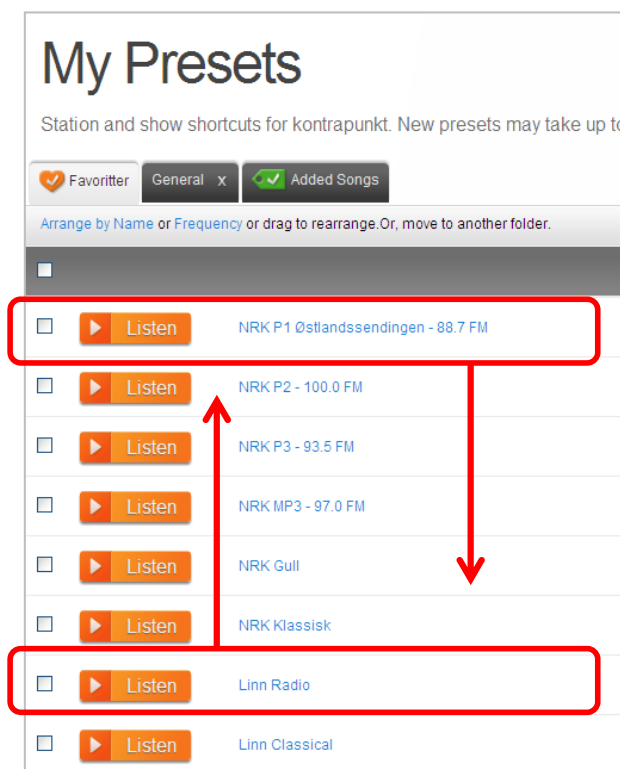 My Presets
Station and show shortcuts for kontrapunkt. New presets may take up to
Favoritter General x Added Songs
Arrange by Name or Frequency or drag to rearrange.Or, move to another folder.
Listen NRK P1 Østlandssendingen - 88.7 FM
Listen NRK P2 - 100.0 FM
Listen NRK P3 - 93.5 FM
Listen NRK MP3 - 97.0 FM
Listen NRK Gull
Listen NRK Klassisk
Listen Linn Radio
Listen Linn Classical